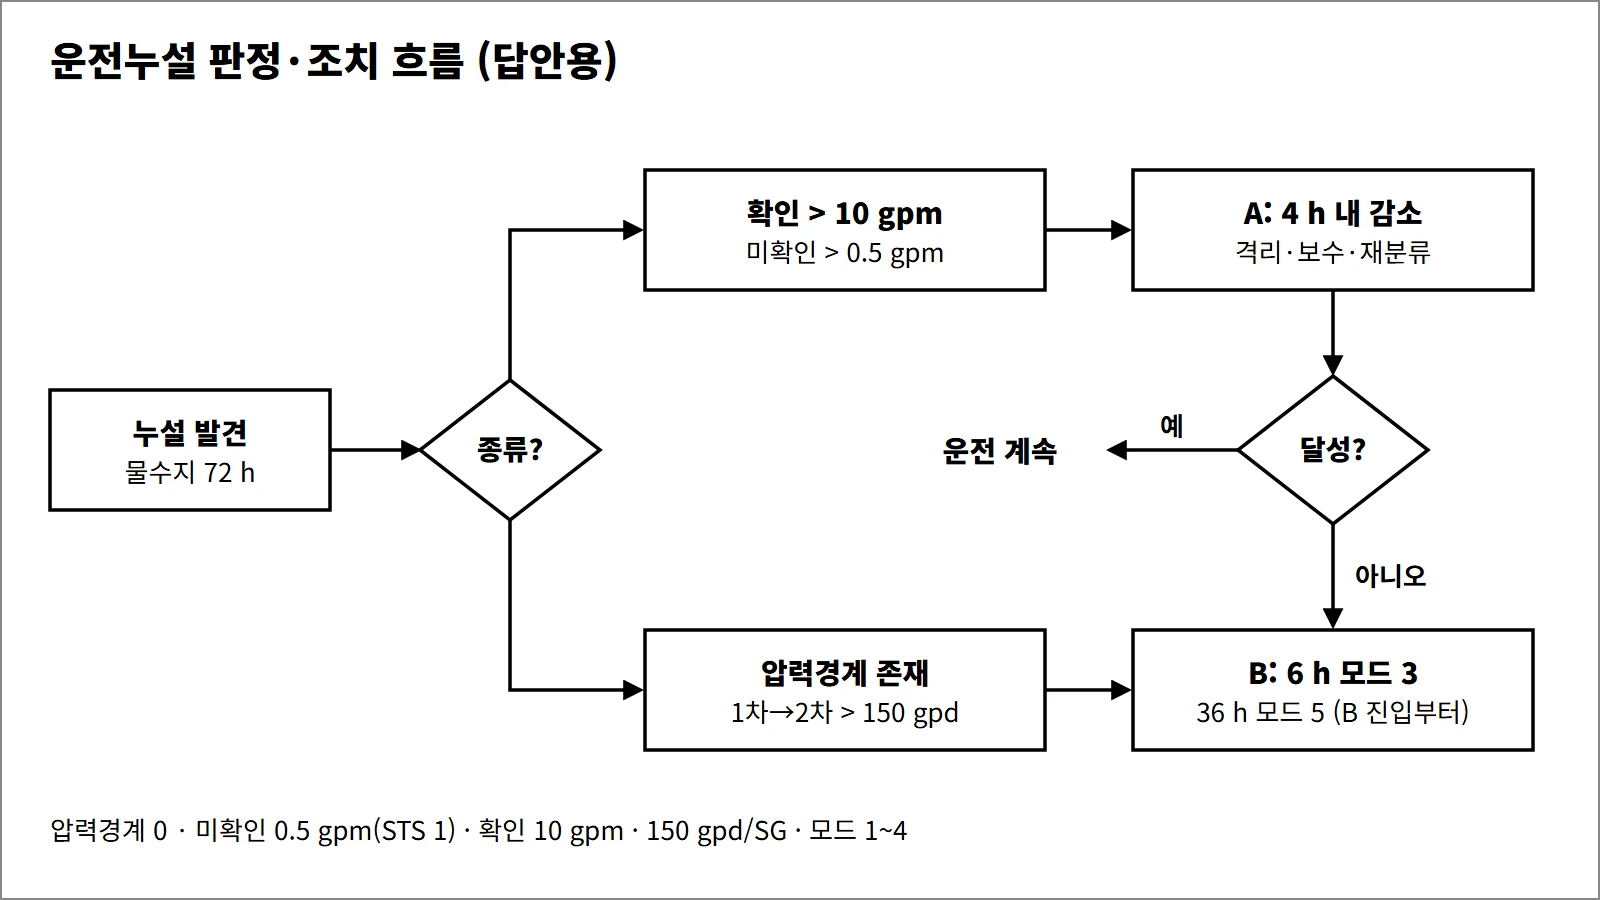 운전누설 판정·조치 흐름 (답안용)
확인 > 10 gpm
미확인 > 0.5 gpm
A: 4 h 내 감소
격리·보수·재분류
누설 발견
물수지 72 h
종류?
운전 계속
예
달성?
아니오
압력경계 존재
1차→2차 > 150 gpd
B: 6 h 모드 3
36 h 모드 5 (B 진입부터)
압력경계 0 · 미확인 0.5 gpm(STS 1) · 확인 10 gpm · 150 gpd/SG · 모드 1~4